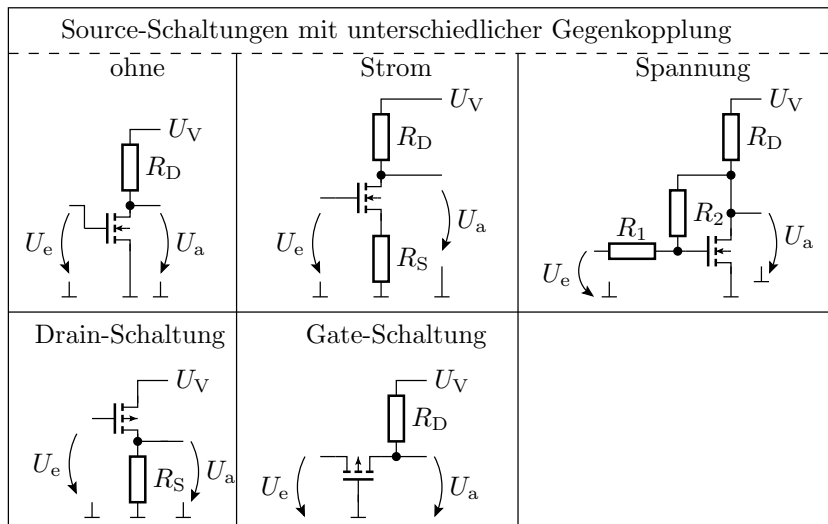 Source-Schaltungen mit unterschiedlicher Gegenkopplung
ohne
U_V
R_D
U_e
U_a
Strom
U_V
R_D
U_e
U_a
R_S
Spannung
U_V
R_D
R_2
R_1
U_a
U_e
Drain-Schaltung
U_V
U_e
R_S
U_a
Gate-Schaltung
U_V
R_D
U_e
U_a